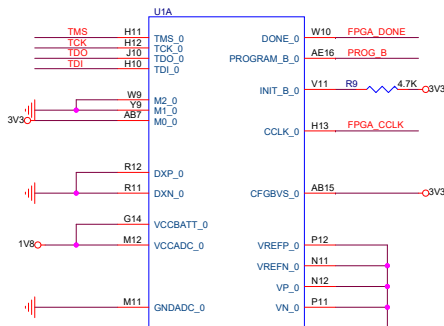 U1A
TMS H11 TMS_0 DONE_0 W10 FPGA_DONE
TCK H12 TCK_0
TDO J10 TDO_0 PROGRAM_B_0 AE16 PROG_B
TDI H10 TDI_0
INIT_B_0 V11 R9 4.7K 3V3
W9 M2_0
Y9 M1_0
3V3 AB7 M0_0
CCLK_0 H13 FPGA_CCLK
R12 DXP_0
R11 DXN_0 CFGBVS_0 AB15 3V3
G14 VCCBATT_0
1V8 M12 VCCADC_0 VREFP_0 P12
VREFN_0 N11
VP_0 N12
M11 GNDADC_0 VN_0 P11